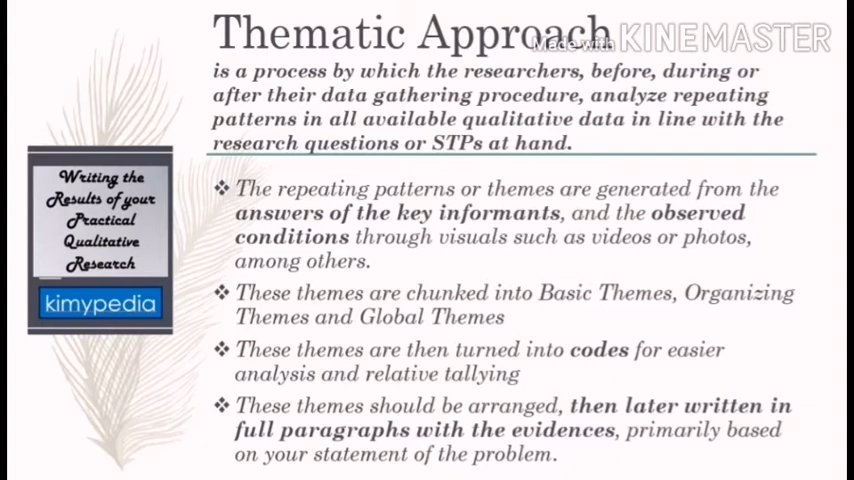 Thematic Approach
Made with KINEMASTER
is a process by which the researchers, before, during or
after their data gathering procedure, analyze repeating
patterns in all available qualitative data in line with the
research questions or STPs at hand.
Writing the
Results of your
Practical
Qualitative
Research
kimypedia
❖ The repeating patterns or themes are generated from the
answers of the key informants, and the observed
conditions through visuals such as videos or photos,
among others.
❖ These themes are chunked into Basic Themes, Organizing
Themes and Global Themes
❖ These themes are then turned into codes for easier
analysis and relative tallying
❖ These themes should be arranged, then later written in
full paragraphs with the evidences, primarily based
on your statement of the problem.